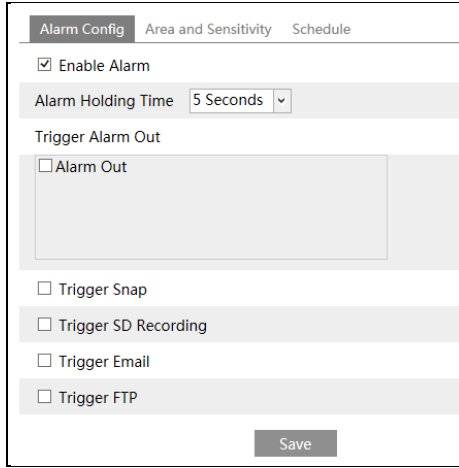 Alarm Config Area and Sensitivity Schedule
Enable Alarm
Alarm Holding Time 5 Seconds
Trigger Alarm Out
Alarm Out
Trigger Snap
Trigger SD Recording
Trigger Email
Trigger FTP
Save